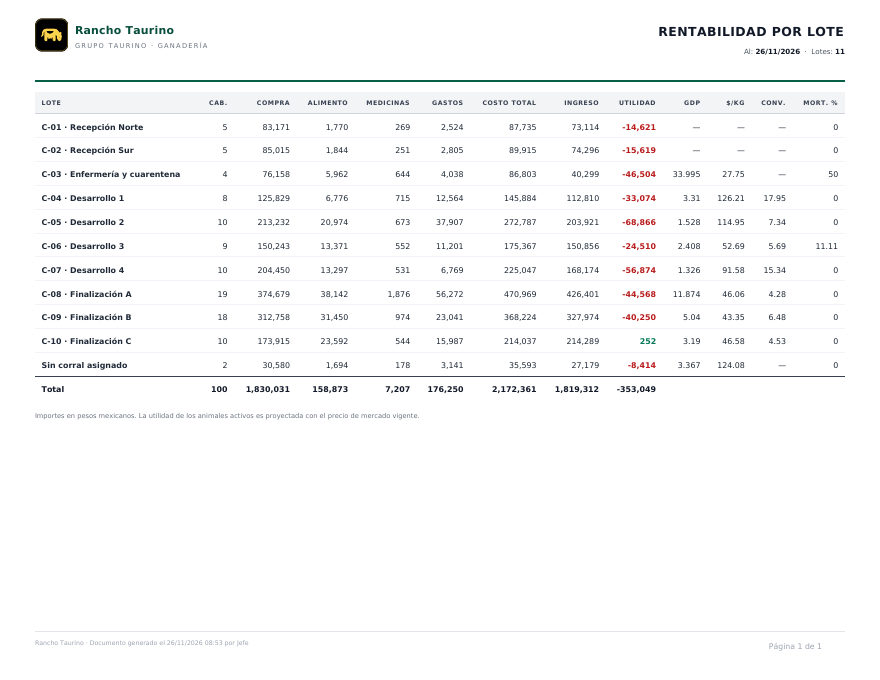 Rancho Taurino
GRUPO TAURINO · GANADERÍA
RENTABILIDAD POR LOTE
Al: 26/11/2026 · Lotes: 11
LOTE CAB. COMPRA ALIMENTO MEDICINAS GASTOS COSTO TOTAL INGRESO UTILIDAD GDP $/KG CONV. MORT. %
C-01 · Recepción Norte 5 83,171 1,770 269 2,524 87,735 73,114 -14,621 — — — 0
C-02 · Recepción Sur 5 85,015 1,844 251 2,805 89,915 74,296 -15,619 — — — 0
C-03 · Enfermería y cuarentena 4 76,158 5,962 644 4,038 86,803 40,299 -46,504 33.995 27.75 — 50
C-04 · Desarrollo 1 8 125,829 6,776 715 12,564 145,884 112,810 -33,074 3.31 126.21 17.95 0
C-05 · Desarrollo 2 10 213,232 20,974 673 37,907 272,787 203,921 -68,866 1.528 114.95 7.34 0
C-06 · Desarrollo 3 9 150,243 13,371 552 11,201 175,367 150,856 -24,510 2.408 52.69 5.69 11.11
C-07 · Desarrollo 4 10 204,450 13,297 531 6,769 225,047 168,174 -56,874 1.326 91.58 15.34 0
C-08 · Finalización A 19 374,679 38,142 1,876 56,272 470,969 426,401 -44,568 11.874 46.06 4.28 0
C-09 · Finalización B 18 312,758 31,450 974 23,041 368,224 327,974 -40,250 5.04 43.35 6.48 0
C-10 · Finalización C 10 173,915 23,592 544 15,987 214,037 214,289 252 3.19 46.58 4.53 0
Sin corral asignado 2 30,580 1,694 178 3,141 35,593 27,179 -8,414 3.367 124.08 — 0
Total 100 1,830,031 158,873 7,207 176,250 2,172,361 1,819,312 -353,049
Importes en pesos mexicanos. La utilidad de los animales activos es proyectada con el precio de mercado vigente.
Rancho Taurino · Documento generado el 26/11/2026 08:53 por Jefe
Página 1 de 1